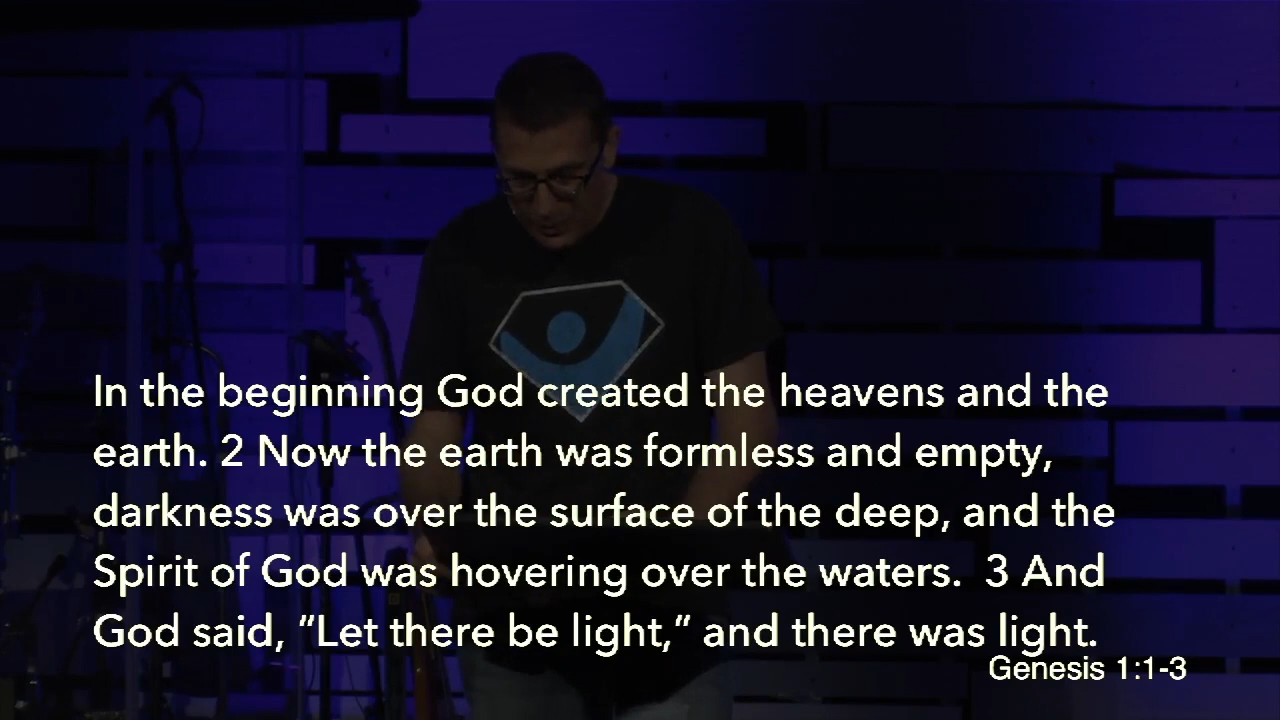 In the beginning God created the heavens and the
earth. 2 Now the earth was formless and empty,
darkness was over the surface of the deep, and the
Spirit of God was hovering over the waters.  3 And
God said, "Let there be light," and there was light.
Genesis 1:1-3